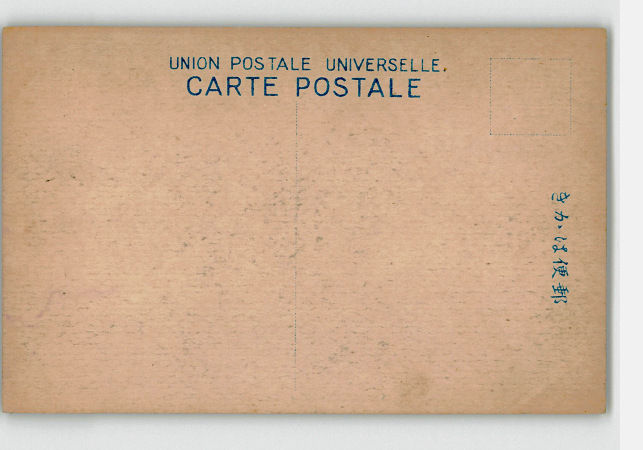 UNION POSTALE UNIVERSELLE.
CARTE POSTALE
きかは便郵